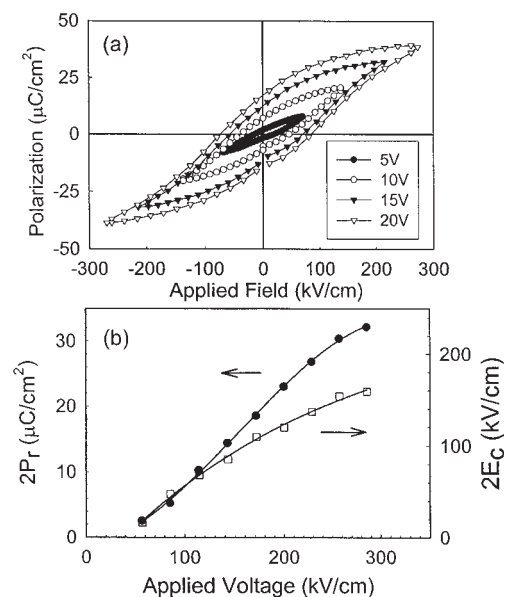 (a)
Polarization (μC/cm²)
50
25
0
-25
-50
-300 -200 -100 0 100 200 300
Applied Field (kV/cm)
5V
10V
15V
20V
(b)
2Pr (μC/cm²)
30
20
10
0
200
100
0
2EC (kV/cm)
0 100 200 300
Applied Voltage (kV/cm)